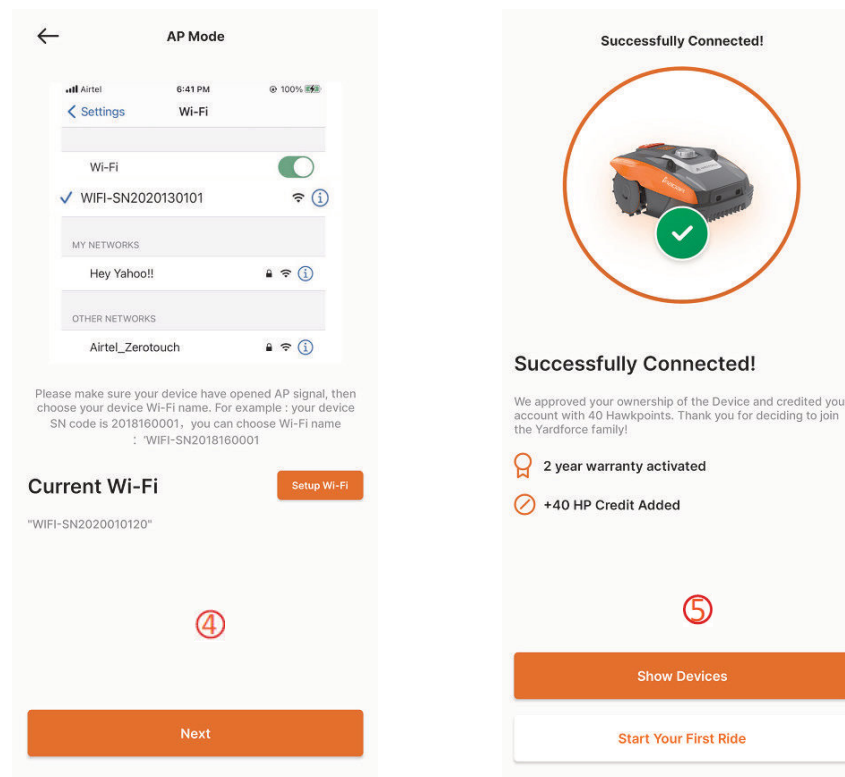 AP Mode
Airtel
6:41 PM
100%
Settings
Wi-Fi
Wi-Fi
WIFI-SN2020130101
MY NETWORKS
Hey Yahoo!!
OTHER NETWORKS
Airtel_Zerotouch
Please make sure your device have opened AP signal, then
choose your device Wi-Fi name. For example : your device
SN code is 2018160001, you can choose Wi-Fi name
: 'WIFI-SN2018160001
Current Wi-Fi
Setup Wi-Fi
"WIFI-SN2020010120"
④
Next
Successfully Connected!
Successfully Connected!
We approved your ownership of the Device and credited you
account with 40 Hawkpoints. Thank you for deciding to join
the Yardforce family!
2 year warranty activated
+40 HP Credit Added
⑤
Show Devices
Start Your First Ride